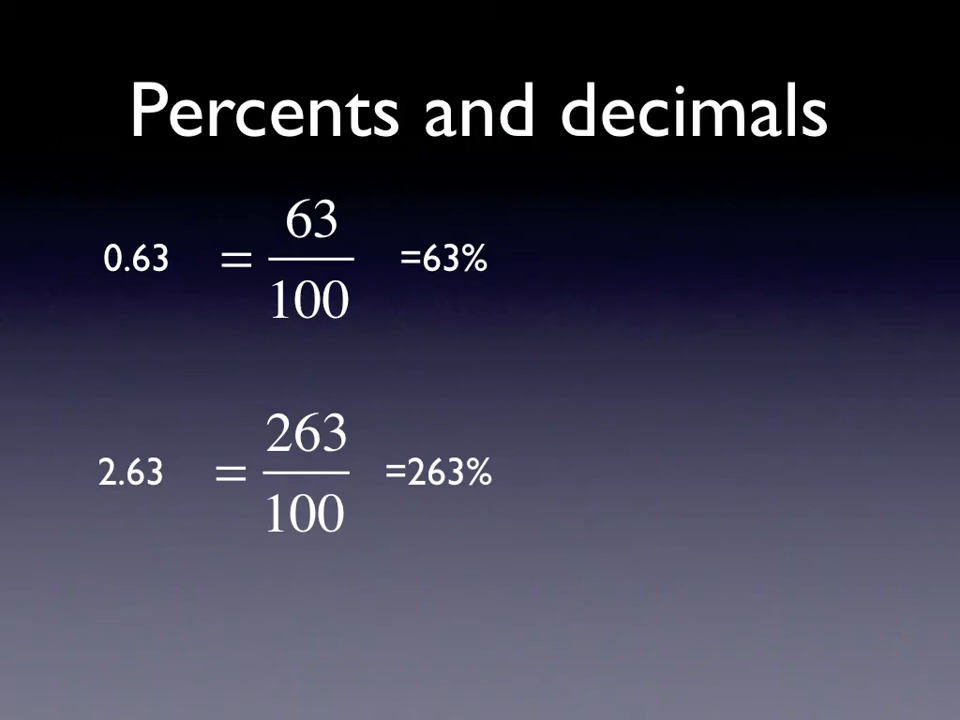 Percents and decimals
0.63 = 63/100 =63%
2.63 = 263/100 =263%